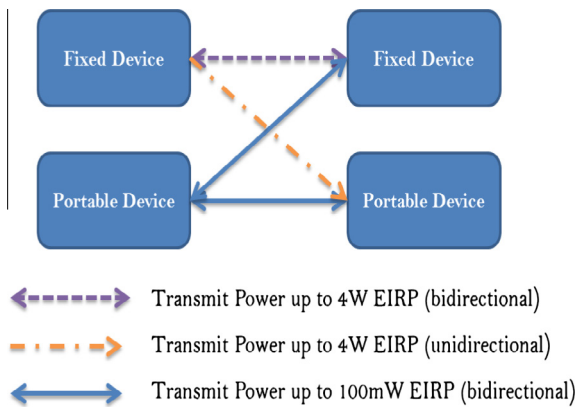 Fixed Device
Fixed Device
Portable Device
Portable Device
Transmit Power up to 4W EIRP (bidirectional)
Transmit Power up to 4W EIRP (unidirectional)
Transmit Power up to 100mW EIRP (bidirectional)